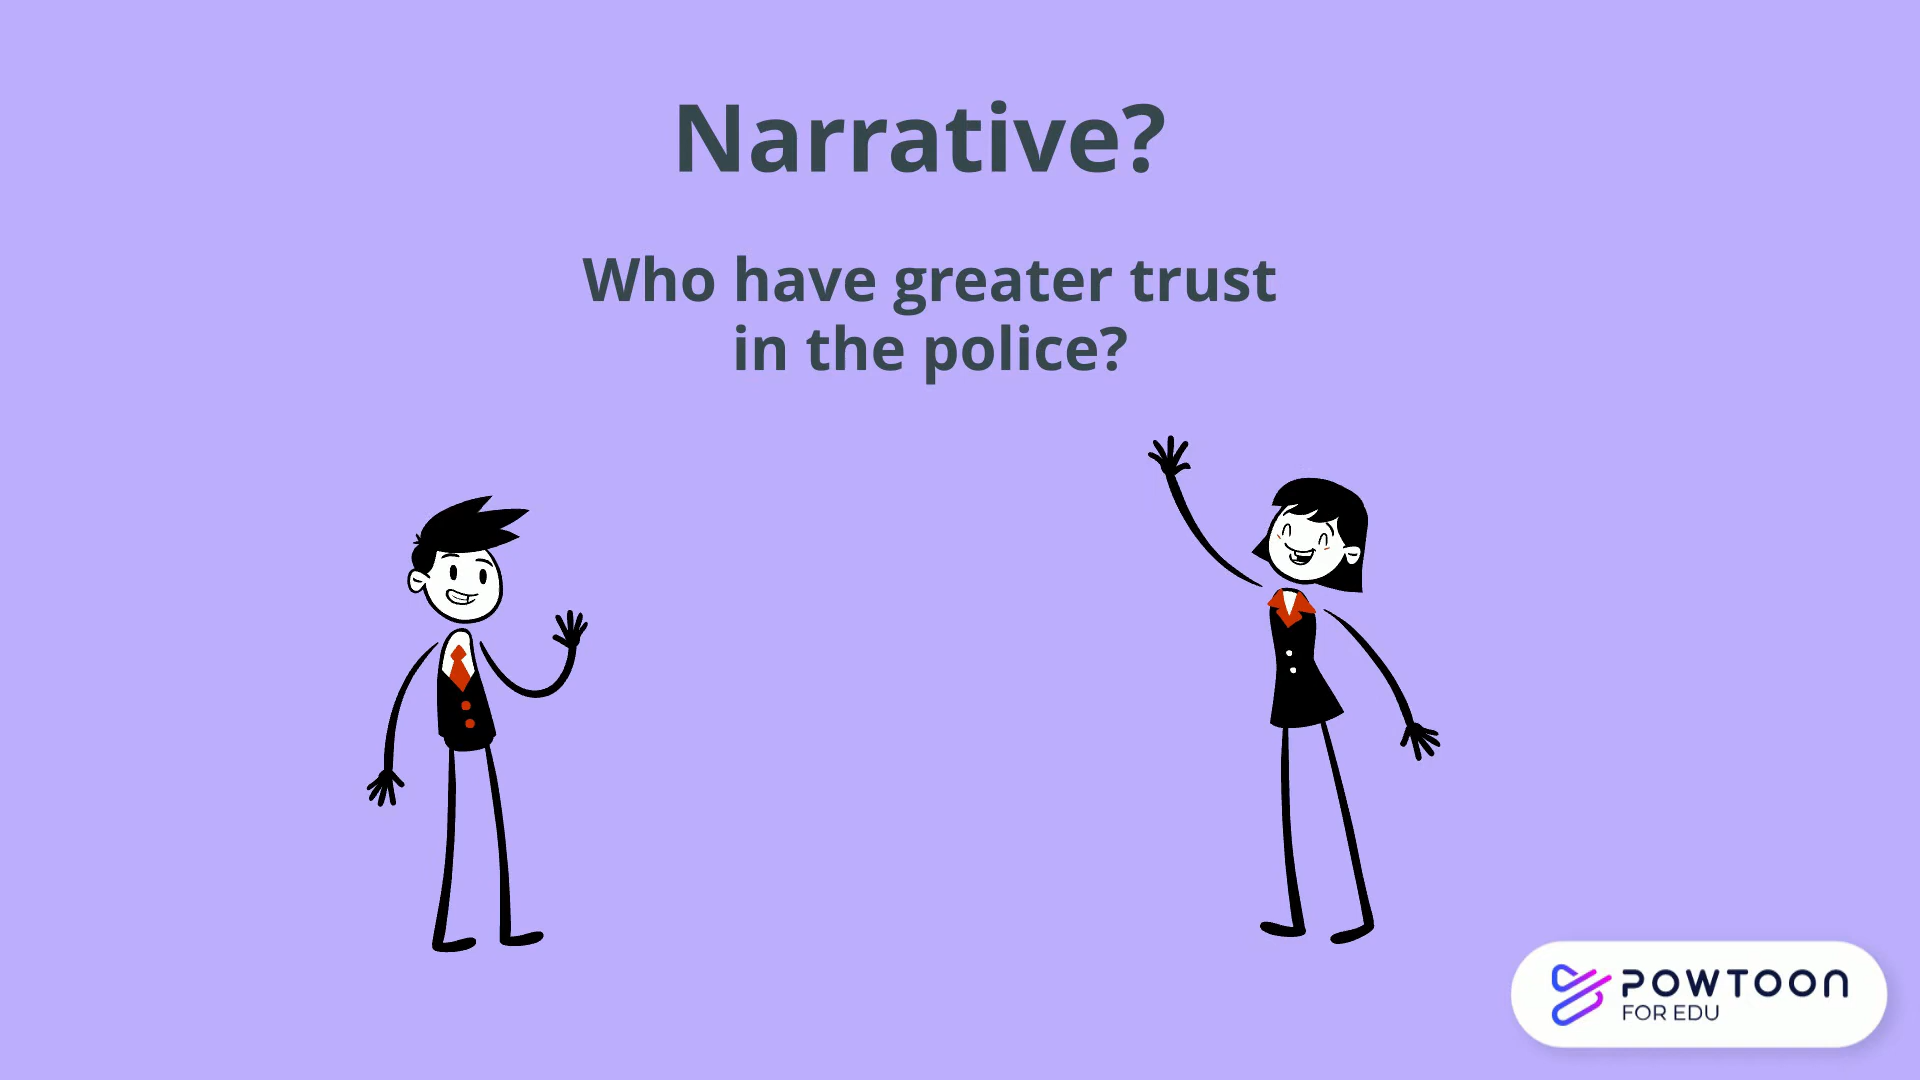 Narrative?
Who have greater trust
in the police?
POWTOON
FOR EDU